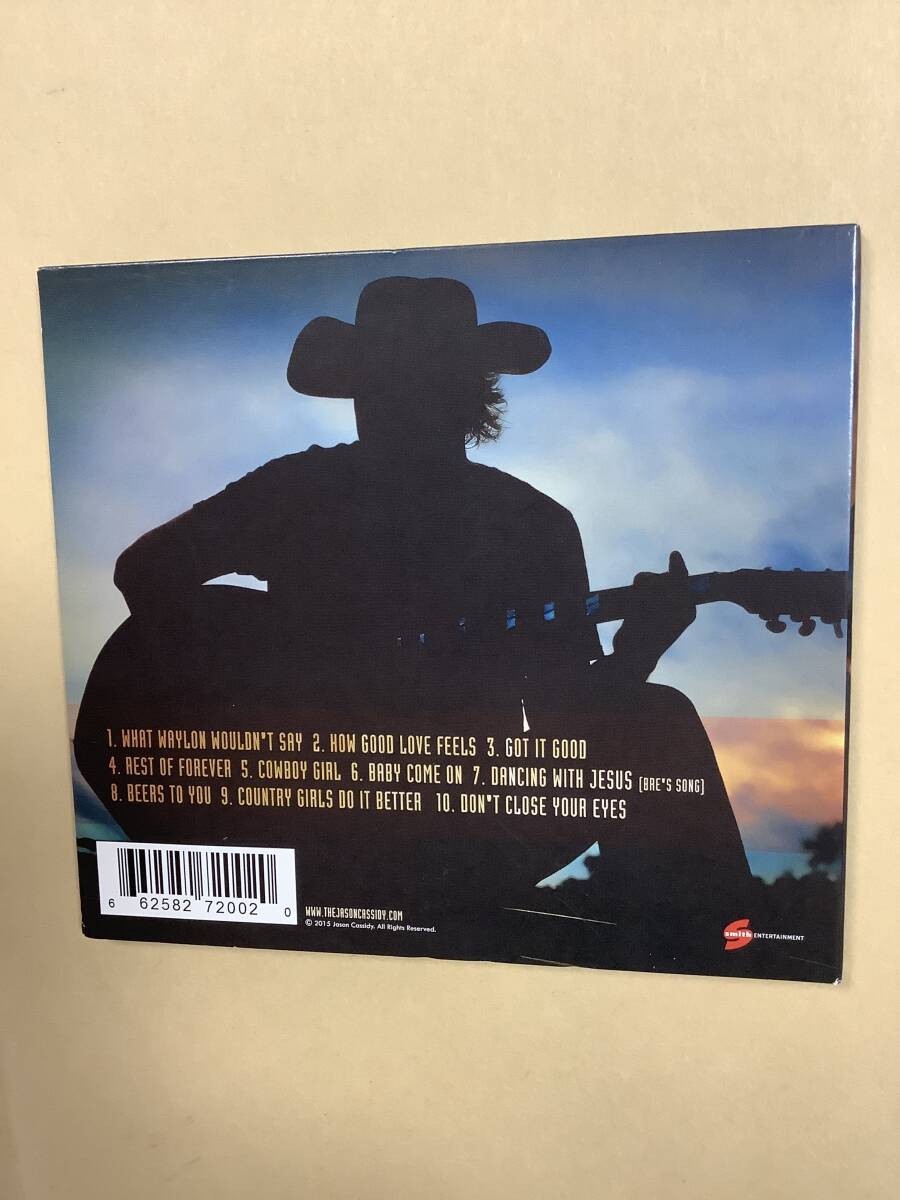 1. WHAT WAYLON WOULDN'T SAY 2. HOW GOOD LOVE FEELS 3. GOT IT GOOD
4. REST OF FOREVER 5. COWBOY GIRL 6. BABY COME ON 7. DANCING WITH JESUS [BRE'S SONG]
8. BEERS TO YOU 9. COUNTRY GIRLS DO IT BETTER 10. DON'T CLOSE YOUR EYES
6 62582 72002 0
WWW.THEJASONCASSIDY.COM
© 2015 Jason Cassidy. All Rights Reserved.
smith ENTERTAINMENT